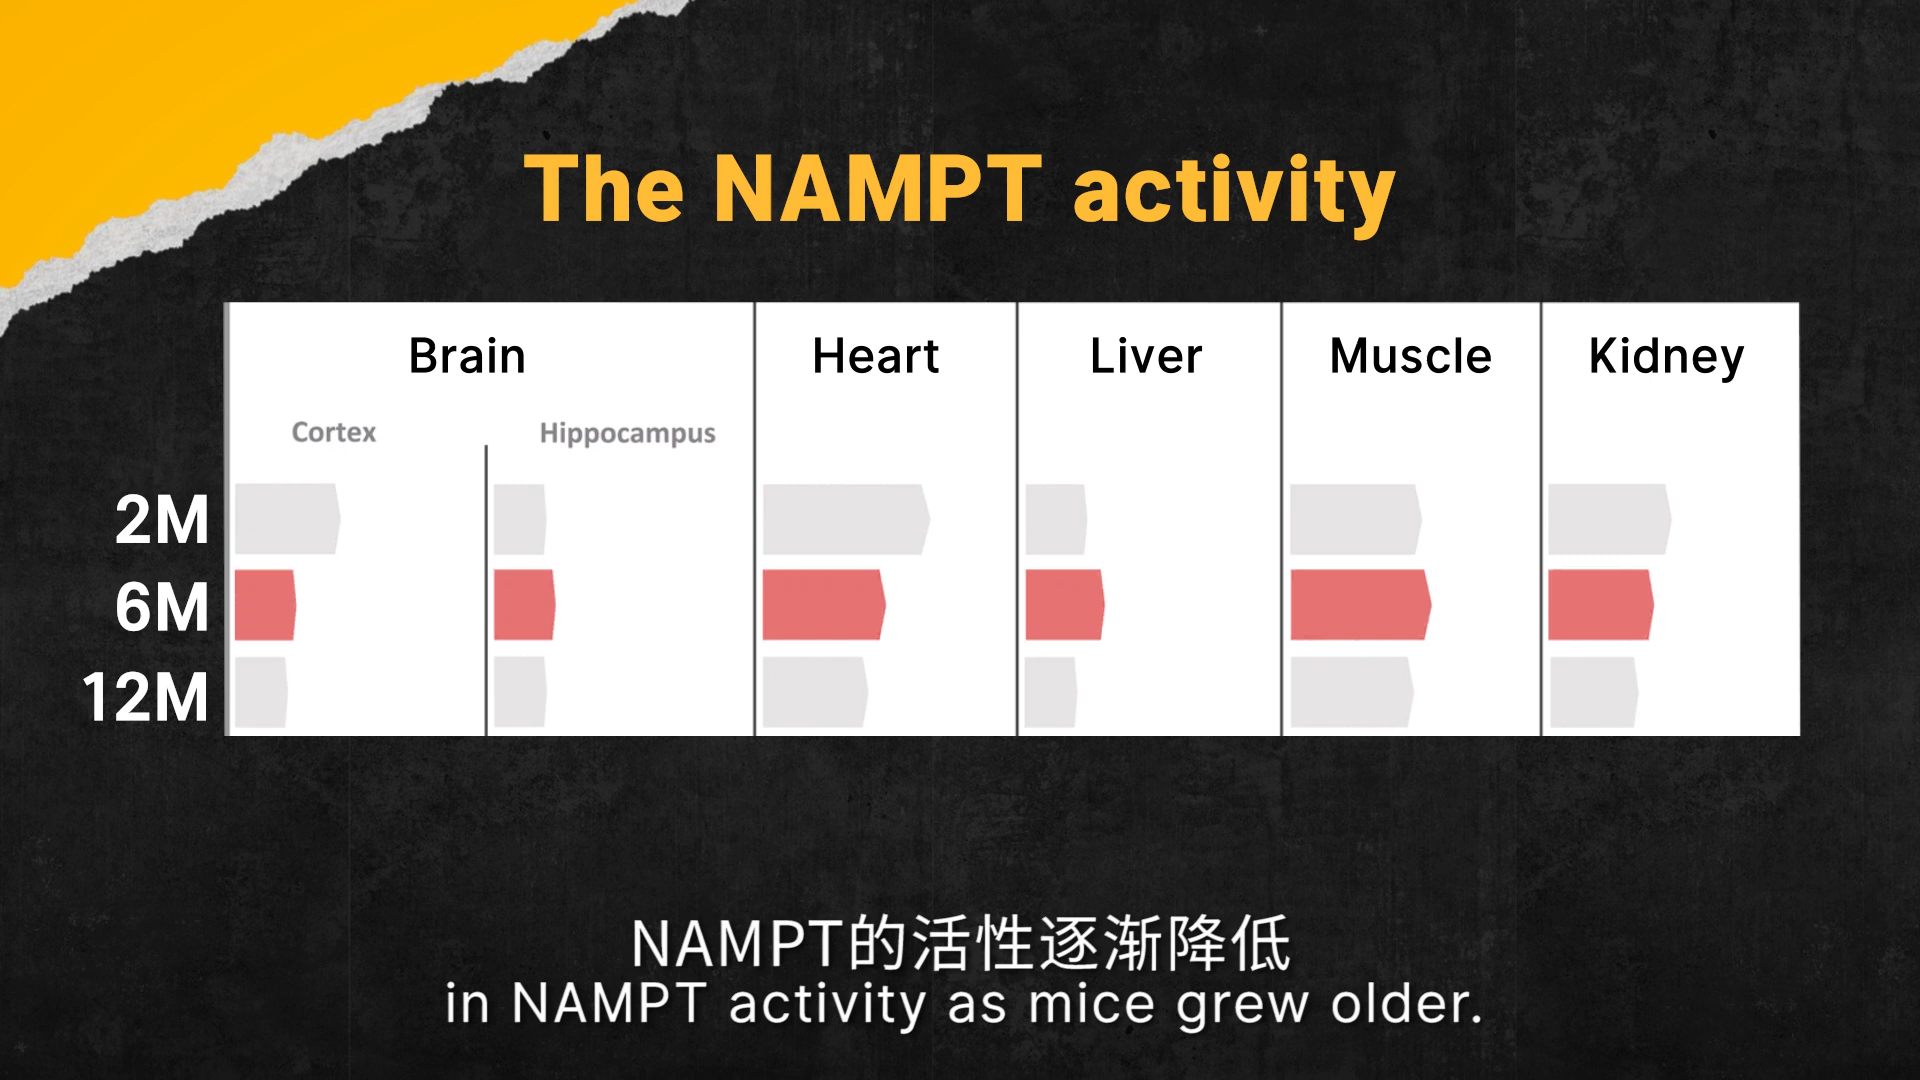 The NAMPT activity
Brain Heart Liver Muscle Kidney
Cortex Hippocampus
2M
6M
12M
NAMPT的活性逐渐降低
in NAMPT activity as mice grew older.